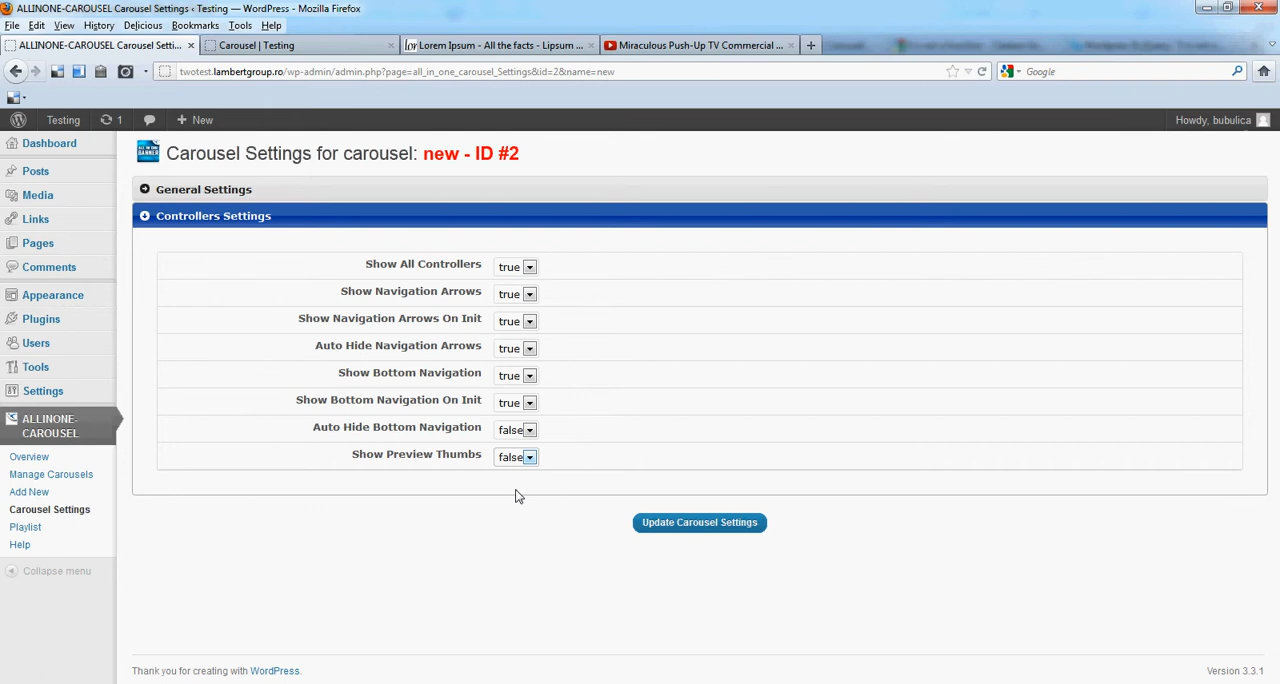 ALLINONE-CAROUSEL Carousel Settings ‹ Testing — WordPress - Mozilla Firefox
File Edit View History Delicious Bookmarks Tools Help
ALLINONE-CAROUSEL Carousel Setti... × Carousel | Testing × Lorem Ipsum - All the facts - Lipsum ... × Miraculous Push-Up TV Commercial ... × +
twotest.lambertgroup.ro/wp-admin/admin.php?page=all_in_one_carousel_Settings&id=2&name=new Google
Testing 1 + New Howdy, bubulica
Dashboard
Posts
Media
Links
Pages
Comments
Appearance
Plugins
Users
Tools
Settings
ALLINONE-
CAROUSEL
Overview
Manage Carousels
Add New
Carousel Settings
Playlist
Help
Collapse menu
ALL IN ONE
BANNER
Carousel Settings for carousel: new - ID #2
General Settings
Controllers Settings
Show All Controllers true
Show Navigation Arrows true
Show Navigation Arrows On Init true
Auto Hide Navigation Arrows true
Show Bottom Navigation true
Show Bottom Navigation On Init true
Auto Hide Bottom Navigation false
Show Preview Thumbs false
Update Carousel Settings
Thank you for creating with WordPress. Version 3.3.1